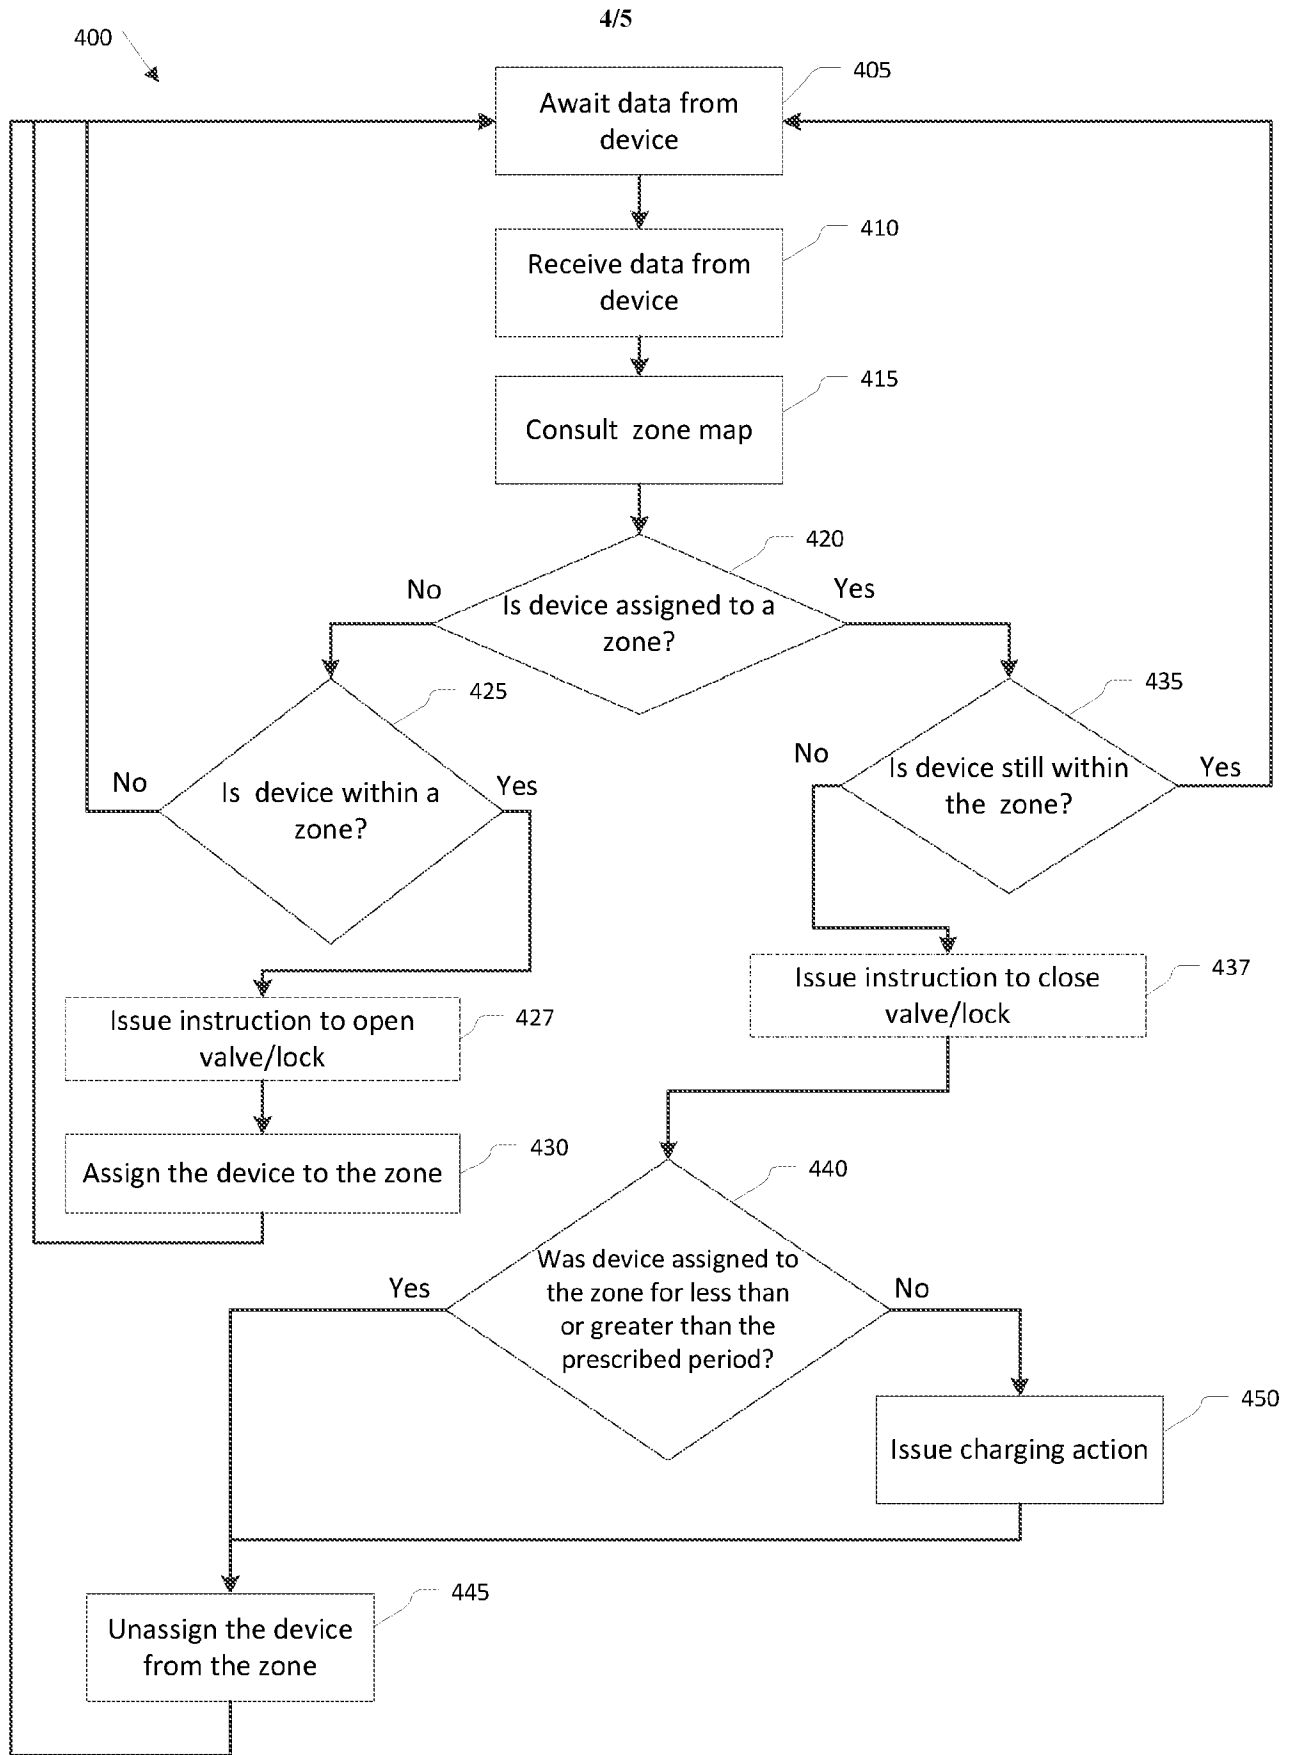 4/5
400
405
Await data from
device
410
Receive data from
device
415
Consult zone map
420
No
Yes
Is device assigned to a
zone?
425
435
No
Yes
Is device within a
zone?
No
Yes
Is device still within
the zone?
427
Issue instruction to open
valve/lock
437
Issue instruction to close
valve/lock
430
Assign the device to the zone
440
Yes
No
Was device assigned to
the zone for less than
or greater than the
prescribed period?
450
Issue charging action
445
Unassign the device
from the zone